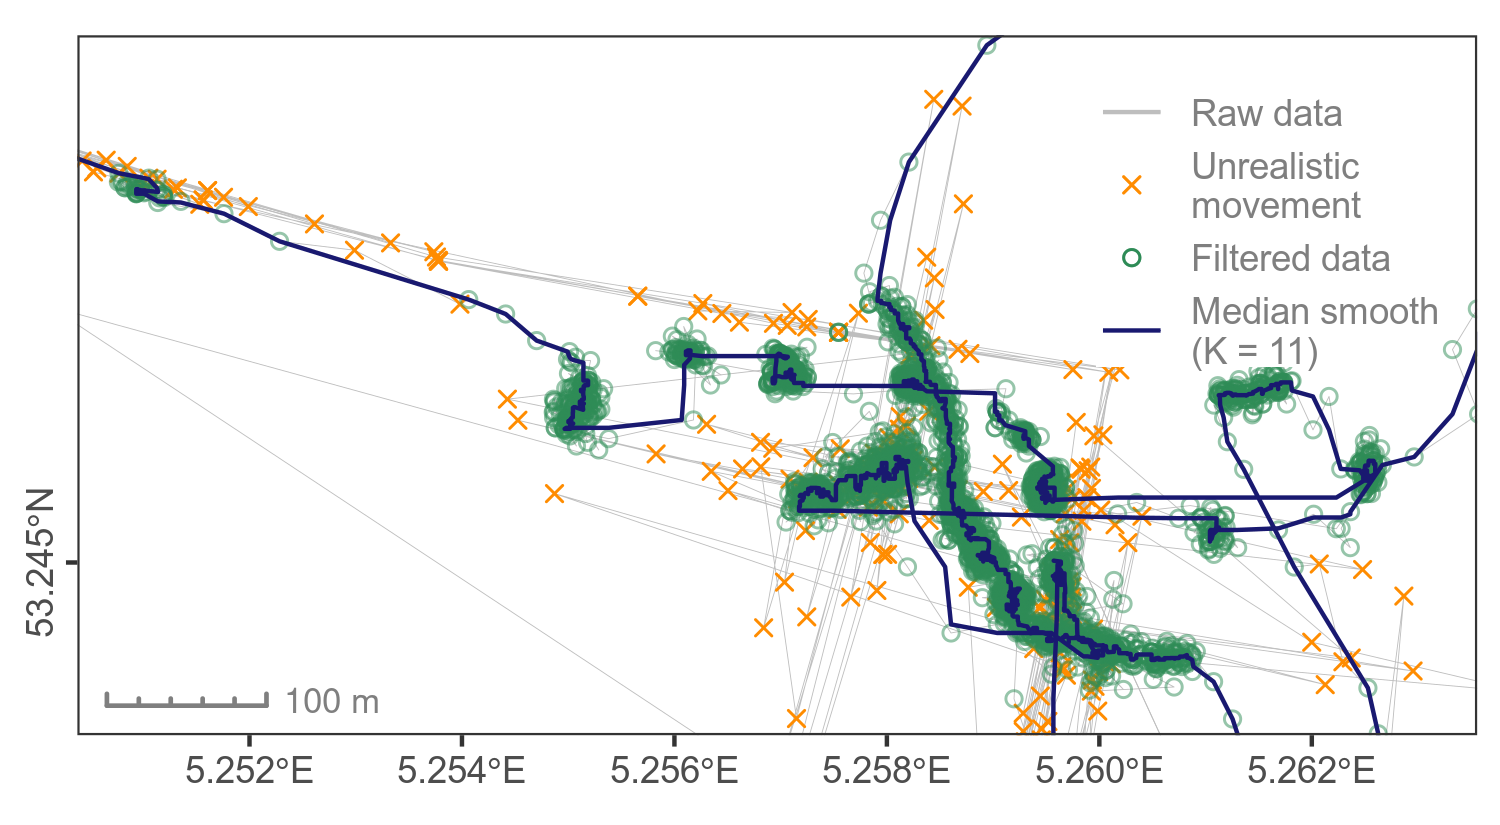 Raw data
Unrealistic
movement
Filtered data
Median smooth
(K = 11)
53.245°N
100 m
5.252°E
5.254°E
5.256°E
5.258°E
5.260°E
5.262°E